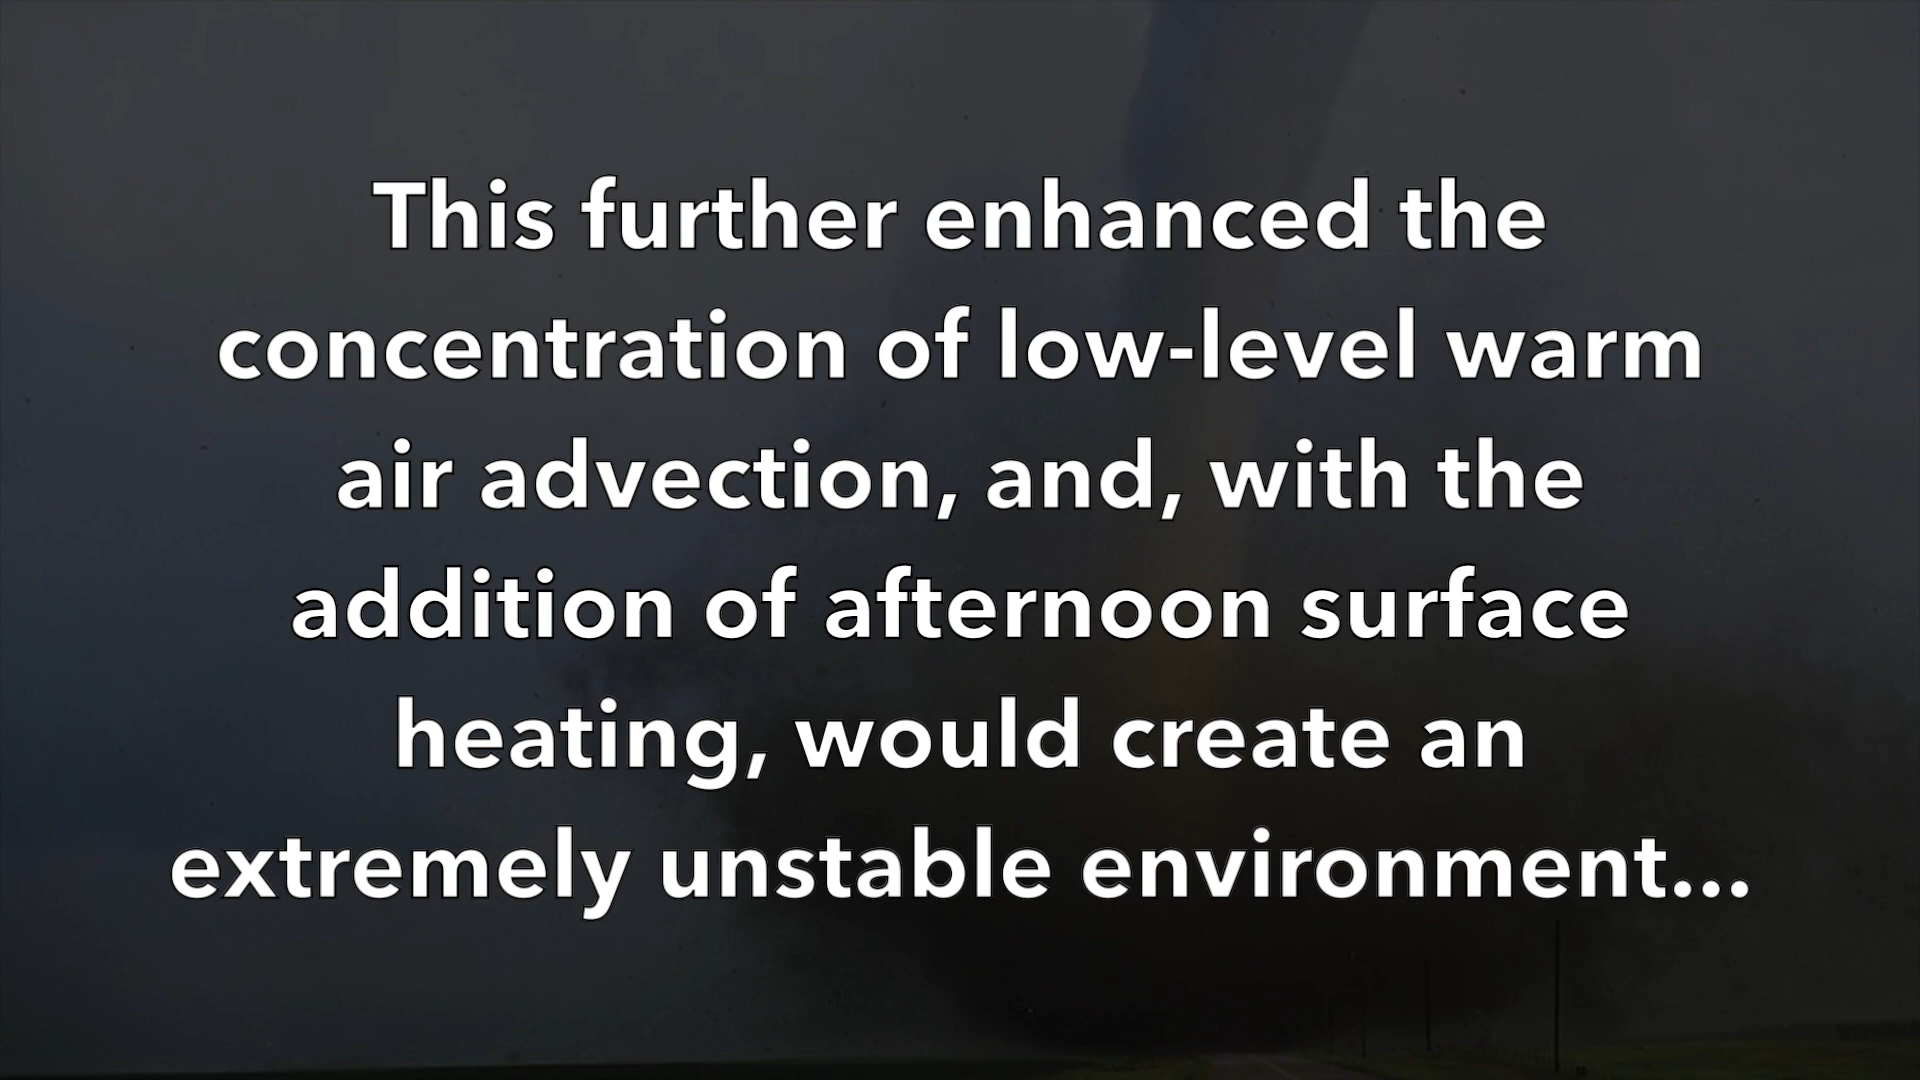 This further enhanced the
concentration of low-level warm
air advection, and, with the
addition of afternoon surface
heating, would create an
extremely unstable environment...